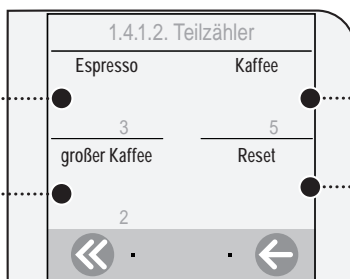 1.4.1.2. Teilzähler
Espresso Kaffee
3 5
großer Kaffee Reset
2